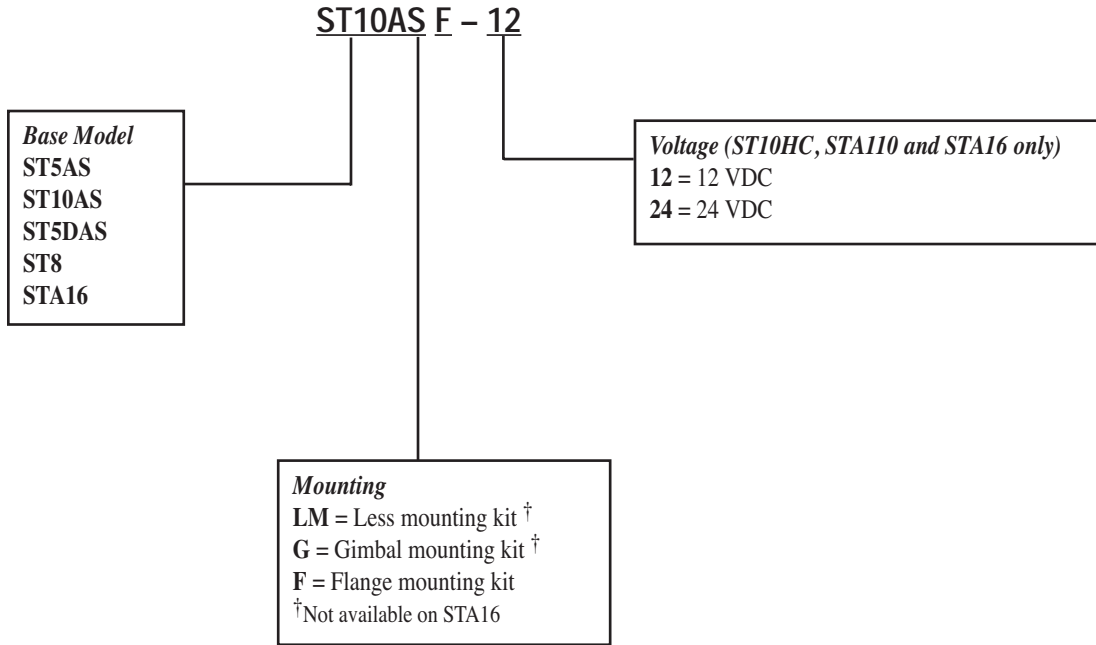 ST10AS F – 12
Base Model
ST5AS
ST10AS
ST5DAS
ST8
STA16
Voltage (ST10HC, STA110 and STA16 only)
12 = 12 VDC
24 = 24 VDC
Mounting
LM = Less mounting kit †
G = Gimbal mounting kit †
F = Flange mounting kit
†Not available on STA16